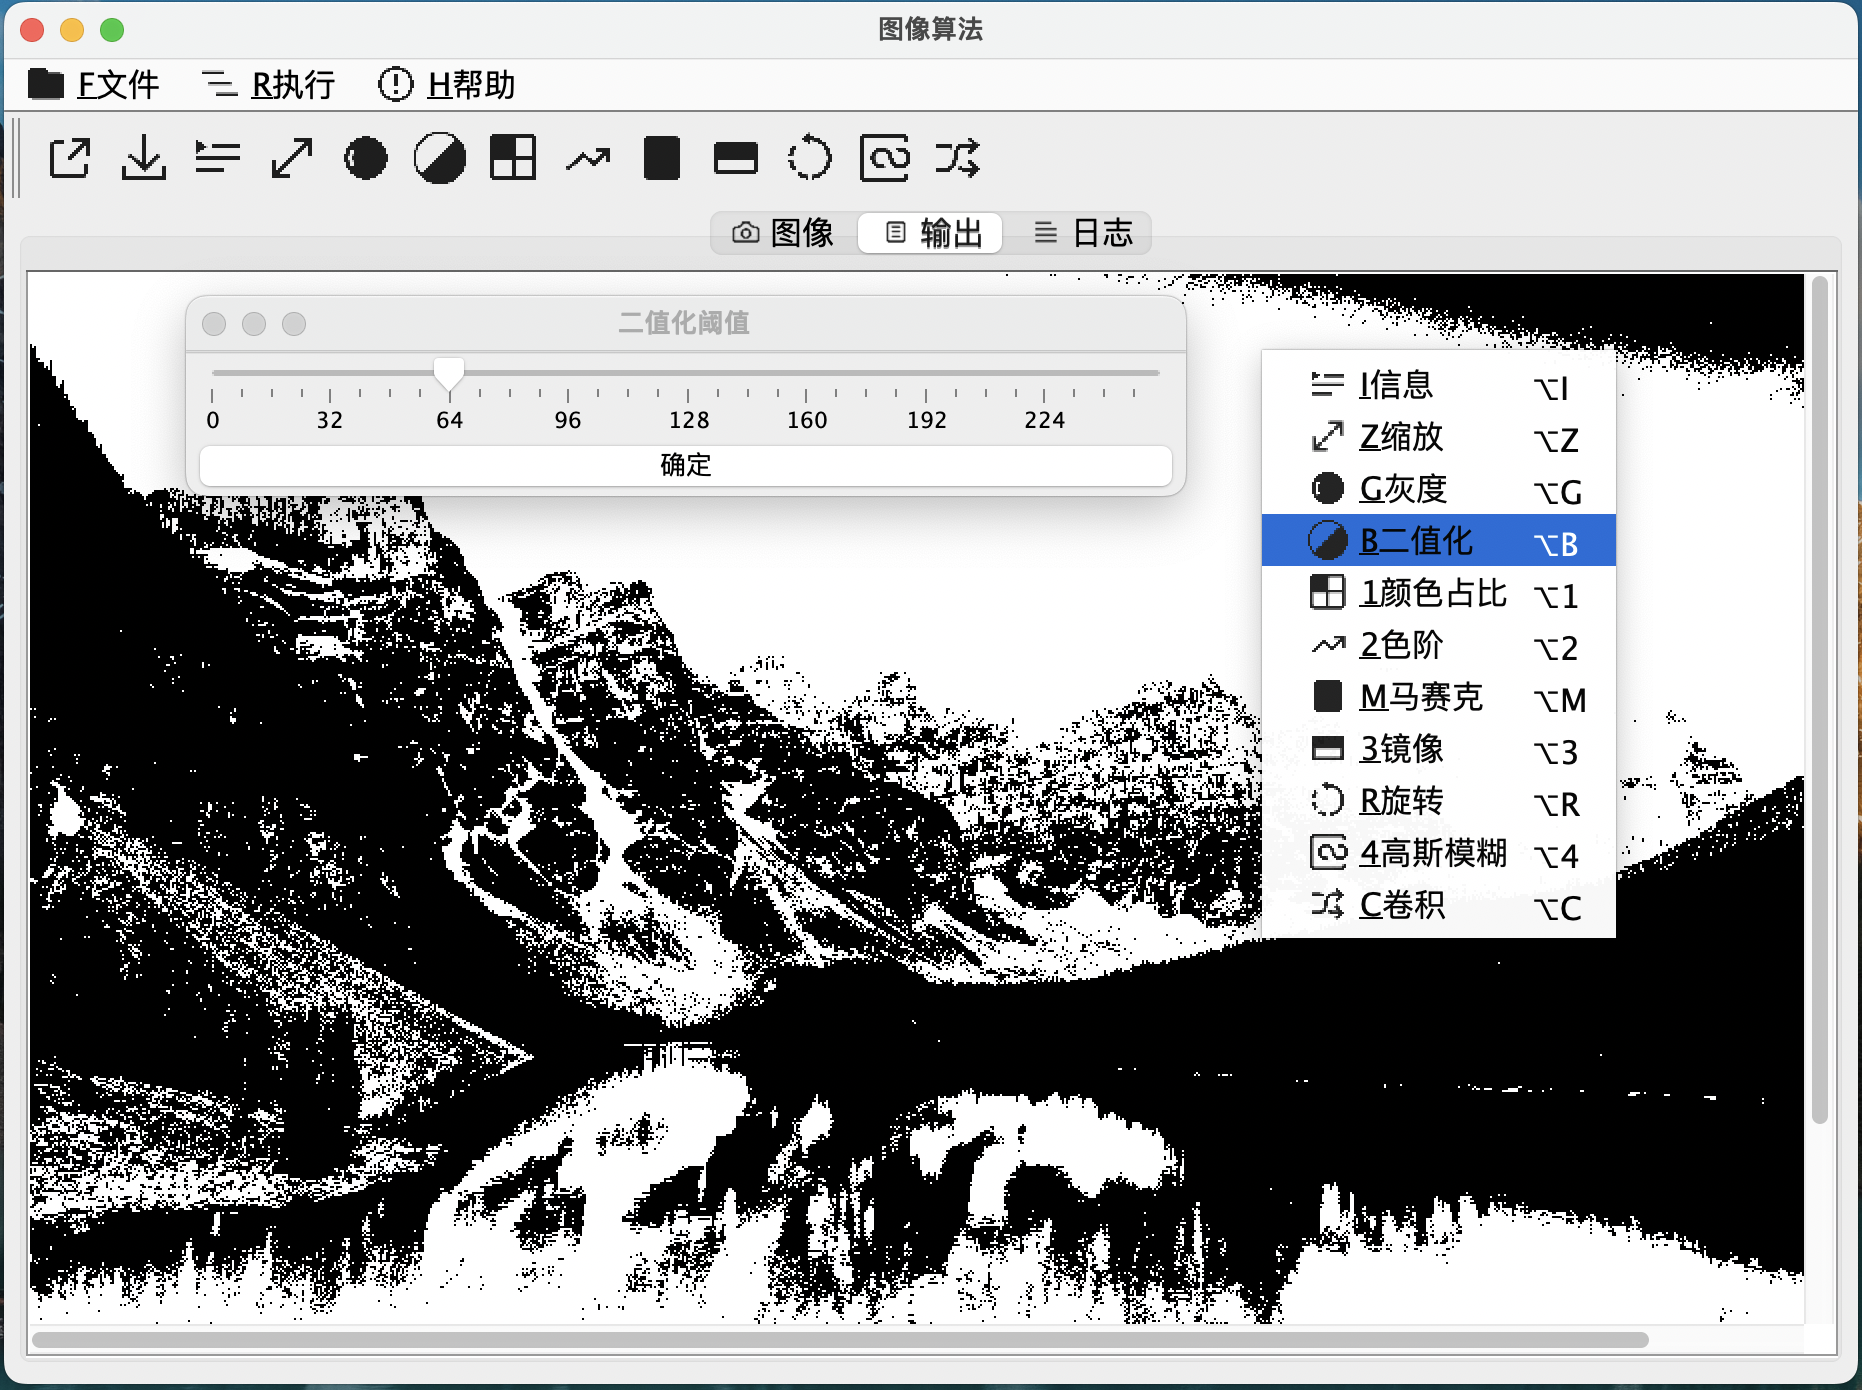 图像算法
F文件 R执行 H帮助
图像 输出 日志
二值化阈值
0 32 64 96 128 160 192 224
确定
I信息 ⌥I
Z缩放 ⌥Z
G灰度 ⌥G
B二值化 ⌥B
1颜色占比 ⌥1
2色阶 ⌥2
M马赛克 ⌥M
3镜像 ⌥3
R旋转 ⌥R
4高斯模糊 ⌥4
C卷积 ⌥C